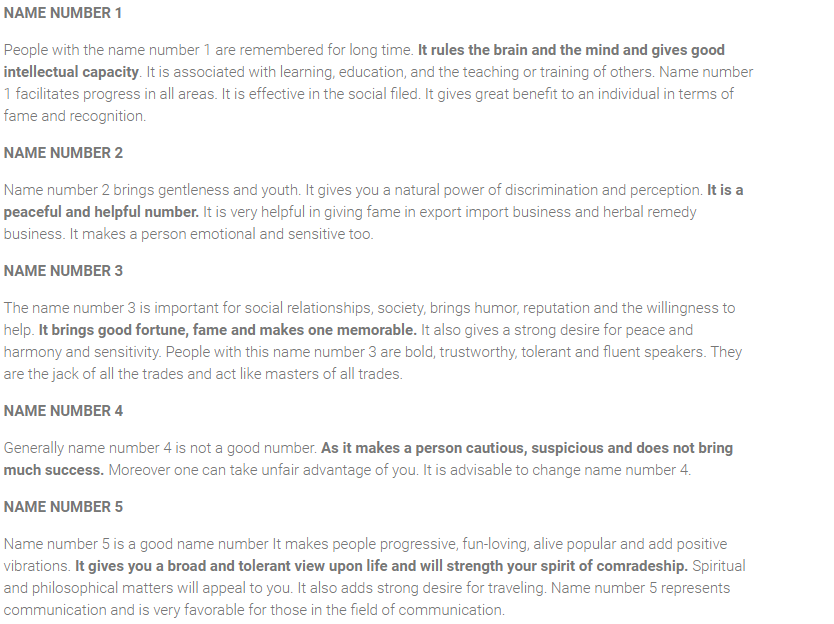 NAME NUMBER 1
People with the name number 1 are remembered for long time. It rules the brain and the mind and gives good
intellectual capacity. It is associated with learning, education, and the teaching or training of others. Name number
1 facilitates progress in all areas. It is effective in the social filed. It gives great benefit to an individual in terms of
fame and recognition.
NAME NUMBER 2
Name number 2 brings gentleness and youth. It gives you a natural power of discrimination and perception. It is a
peaceful and helpful number. It is very helpful in giving fame in export import business and herbal remedy
business. It makes a person emotional and sensitive too.
NAME NUMBER 3
The name number 3 is important for social relationships, society, brings humor, reputation and the willingness to
help. It brings good fortune, fame and makes one memorable. It also gives a strong desire for peace and
harmony and sensitivity. People with this name number 3 are bold, trustworthy, tolerant and fluent speakers. They
are the jack of all the trades and act like masters of all trades.
NAME NUMBER 4
Generally name number 4 is not a good number. As it makes a person cautious, suspicious and does not bring
much success. Moreover one can take unfair advantage of you. It is advisable to change name number 4.
NAME NUMBER 5
Name number 5 is a good name number It makes people progressive, fun-loving, alive popular and add positive
vibrations. It gives you a broad and tolerant view upon life and will strength your spirit of comradeship. Spiritual
and philosophical matters will appeal to you. It also adds strong desire for traveling. Name number 5 represents
communication and is very favorable for those in the field of communication.